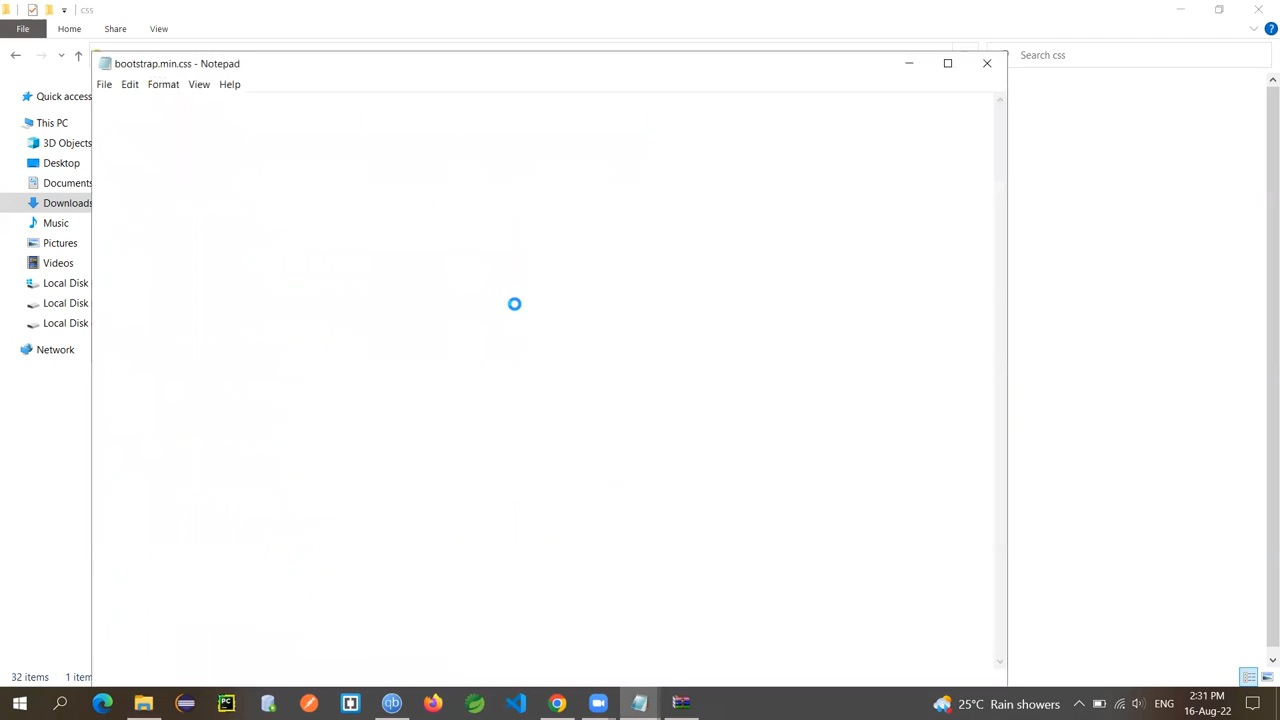 css
File Home Share View
Search css
bootstrap.min.css - Notepad
File Edit Format View Help
Quick access
This PC
3D Objects
Desktop
Documents
Downloads
Music
Pictures
Videos
Local Disk
Local Disk
Local Disk
Network
32 items 1 item
PC
qb
25°C Rain showers ENG 2:31 PM
16-Aug-22